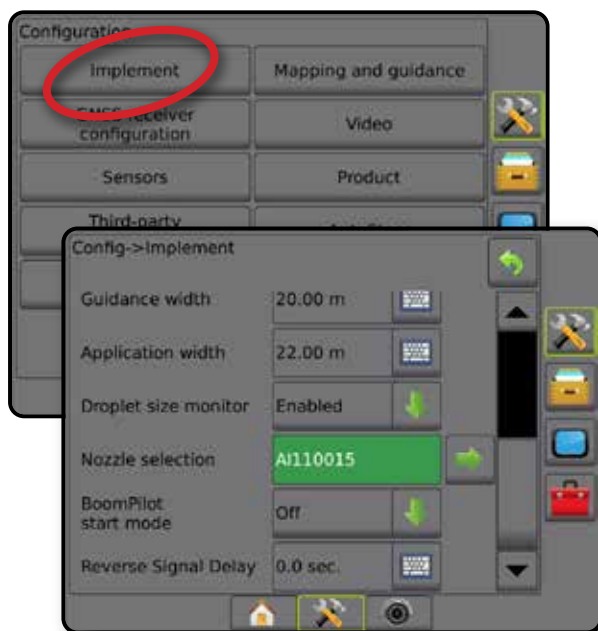 Configuration
Implement
Mapping and guidance
GNSS receiver
configuration
Video
Sensors
Product
Third-party
Config->Implement
Guidance width 20.00 m
Application width 22.00 m
Droplet size monitor Enabled
Nozzle selection AI110015
BoomPilot
start mode Off
Reverse Signal Delay 0.0 sec.